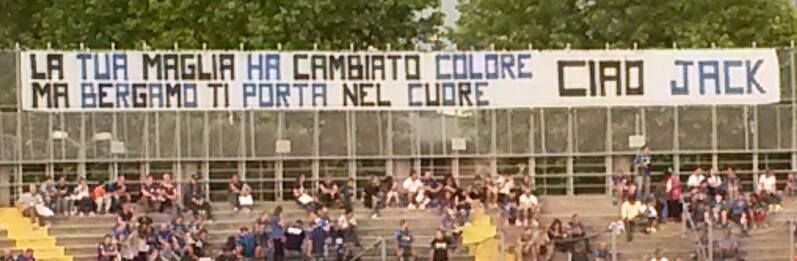 LA TUA MAGLIA HA CAMBIATO COLORE
MA BERGAMO TI PORTA NEL CUORE
CIAO JACK